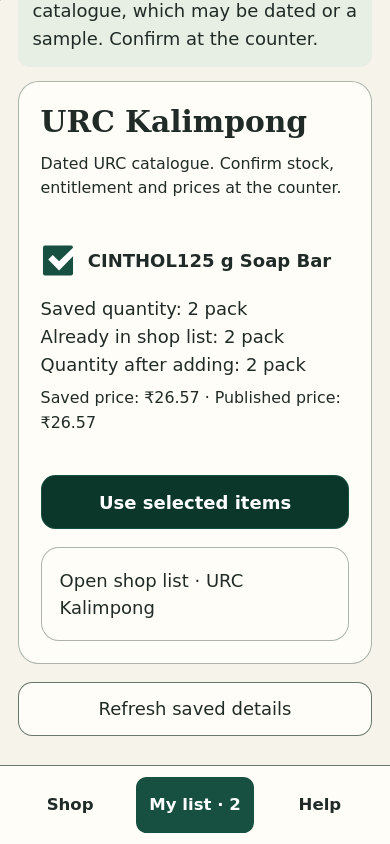 catalogue, which may be dated or a
sample. Confirm at the counter.
URC Kalimpong
Dated URC catalogue. Confirm stock,
entitlement and prices at the counter.
CINTHOL125 g Soap Bar
Saved quantity: 2 pack
Already in shop list: 2 pack
Quantity after adding: 2 pack
Saved price: ₹26.57 · Published price:
₹26.57
Use selected items
Open shop list · URC
Kalimpong
Refresh saved details
Shop
My list · 2
Help